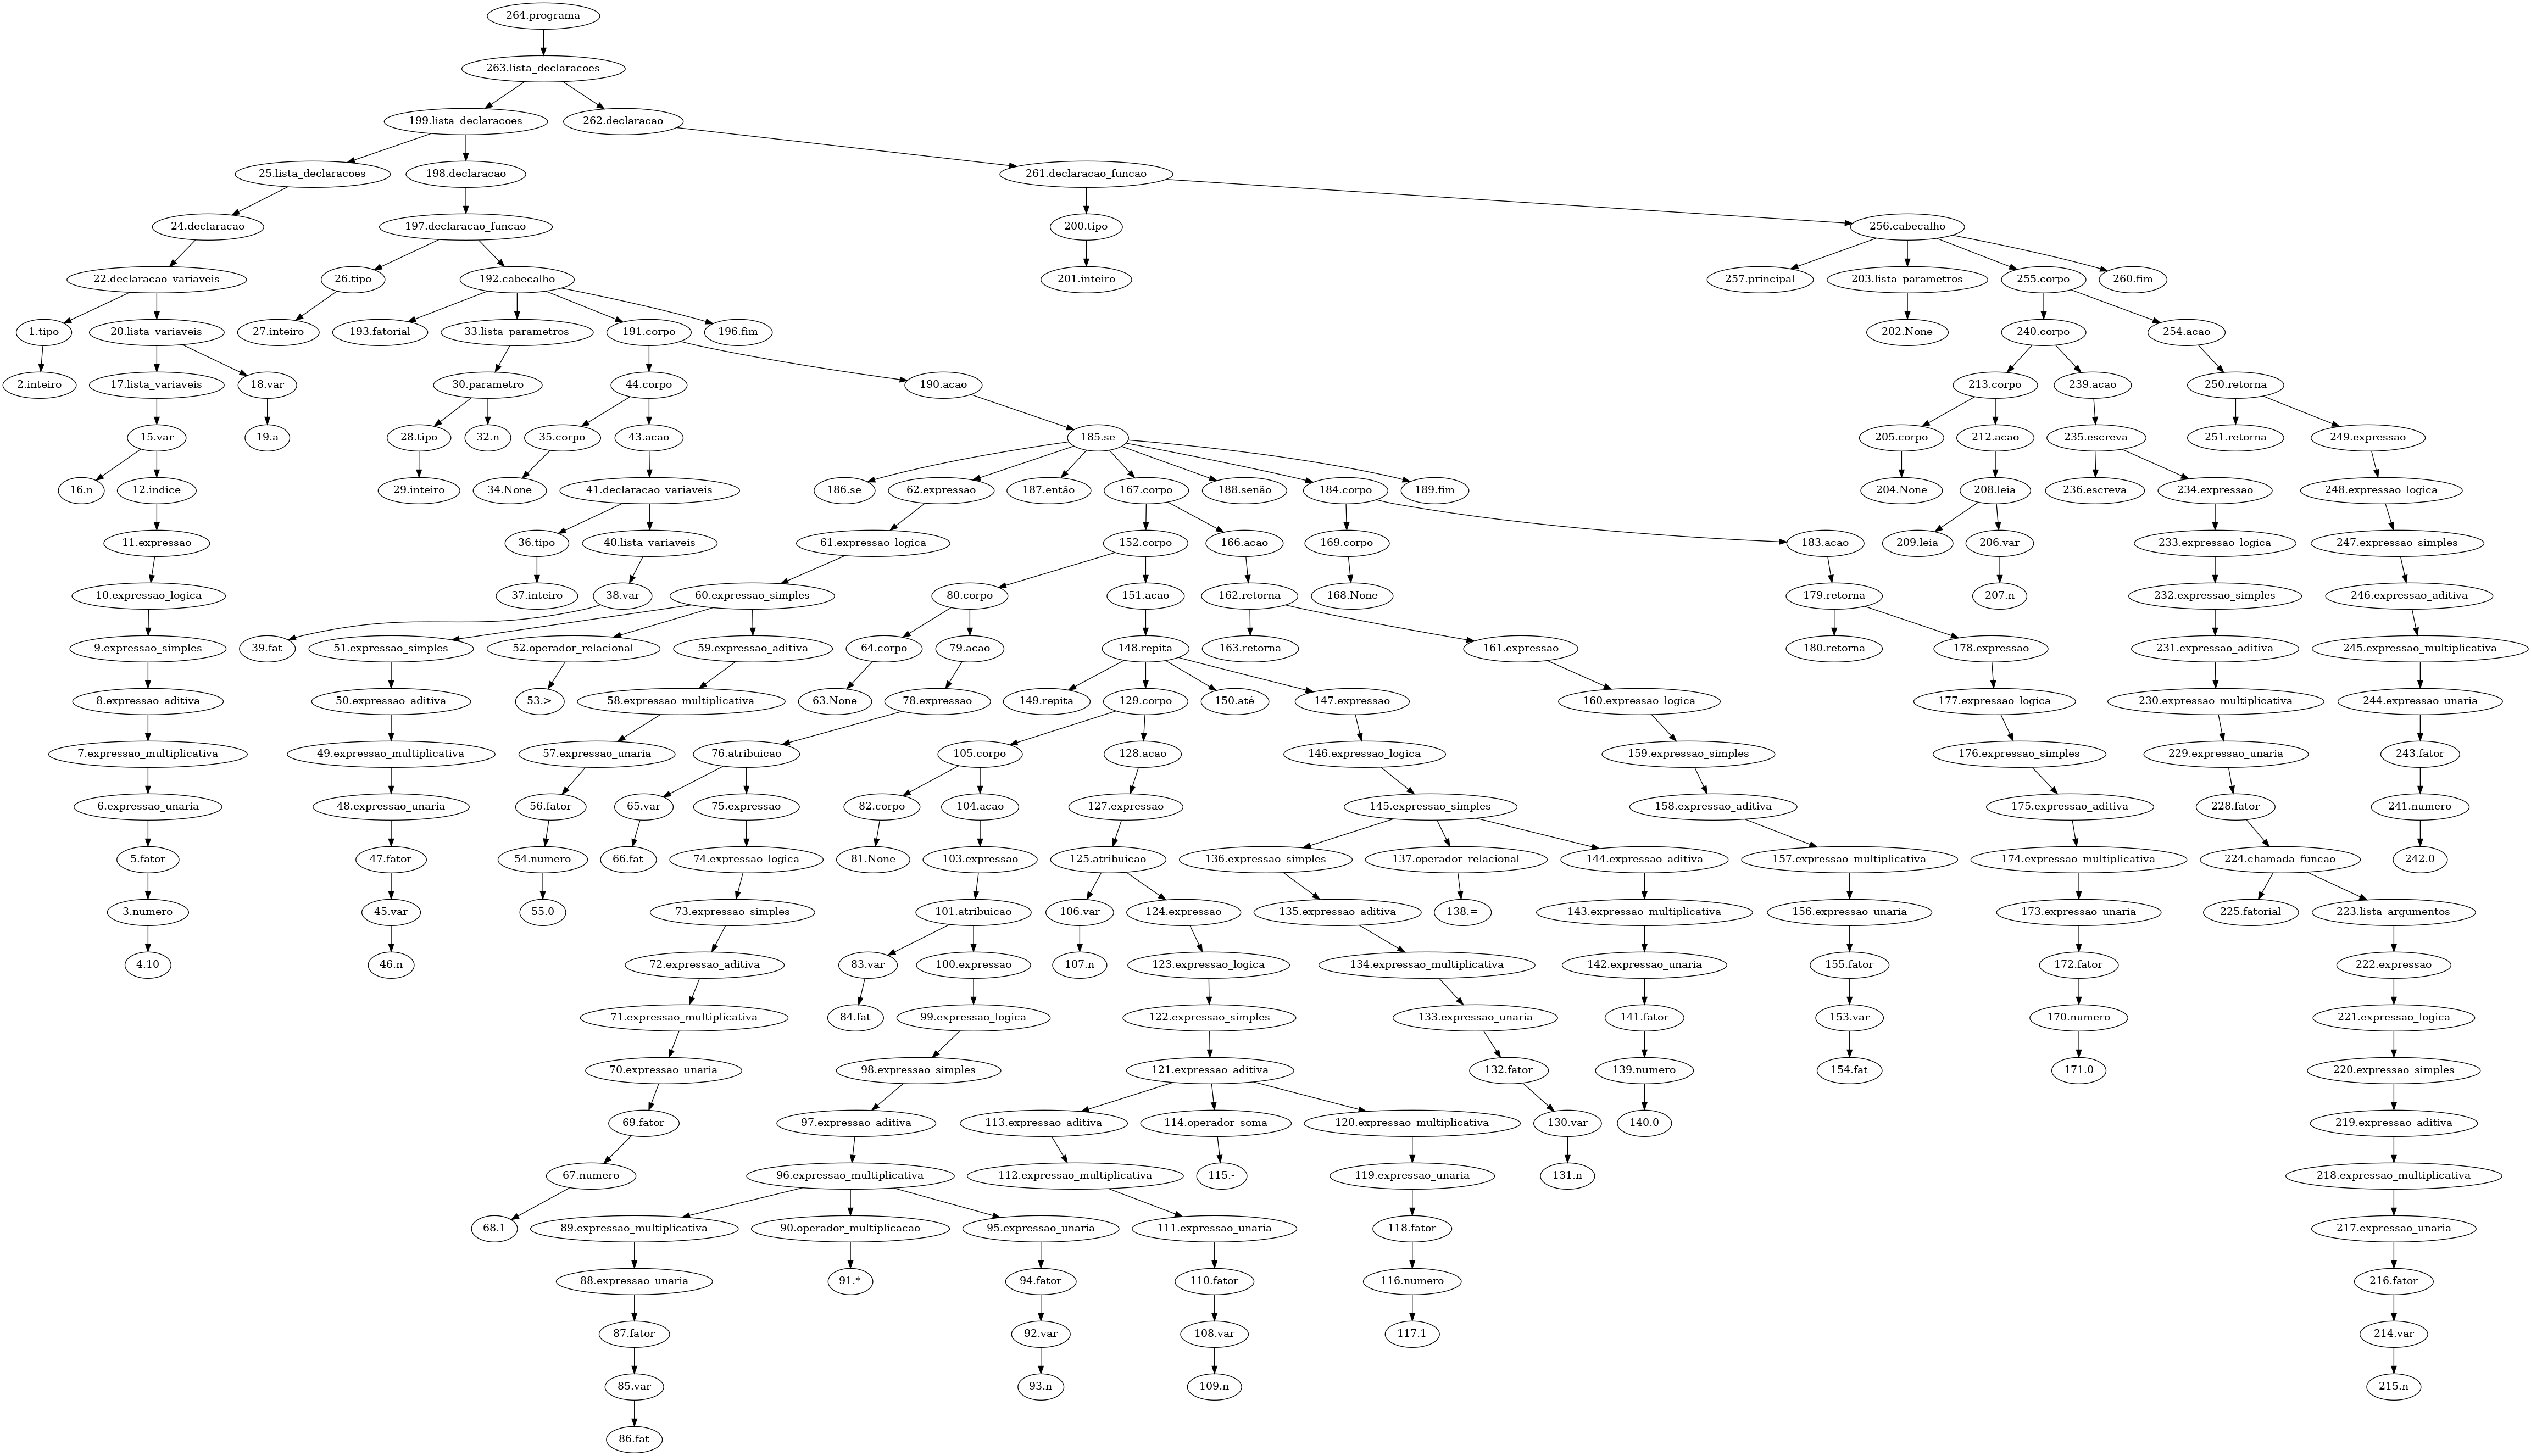 264.programa
263.lista_declaracoes
199.lista_declaracoes 262.declaracao
25.lista_declaracoes 198.declaracao 261.declaracao_funcao
24.declaracao 197.declaracao_funcao 200.tipo 256.cabecalho
22.declaracao_variaveis 26.tipo 192.cabecalho 201.inteiro 257.principal 203.lista_parametros 255.corpo 260.fim
1.tipo 20.lista_variaveis 27.inteiro 193.fatorial 33.lista_parametros 191.corpo 196.fim 202.None 240.corpo 254.acao
2.inteiro 17.lista_variaveis 18.var 30.parametro 44.corpo 190.acao 213.corpo 239.acao 250.retorna
15.var 19.a 28.tipo 32.n 35.corpo 43.acao 185.se 205.corpo 212.acao 235.escreva 251.retorna 249.expressao
16.n 12.indice 29.inteiro 34.None 41.declaracao_variaveis 186.se 62.expressao 187.então 167.corpo 188.senão 184.corpo 189.fim 204.None 208.leia 236.escreva 234.expressao 248.expressao_logica
11.expressao 36.tipo 40.lista_variaveis 61.expressao_logica 152.corpo 166.acao 169.corpo 183.acao 209.leia 206.var 233.expressao_logica 247.expressao_simples
10.expressao_logica 37.inteiro 38.var 60.expressao_simples 80.corpo 151.acao 162.retorna 168.None 179.retorna 207.n 232.expressao_simples 246.expressao_aditiva
9.expressao_simples 39.fat 51.expressao_simples 52.operador_relacional 59.expressao_aditiva 64.corpo 79.acao 148.repita 163.retorna 161.expressao 180.retorna 178.expressao 231.expressao_aditiva 245.expressao_multiplicativa
8.expressao_aditiva 50.expressao_aditiva 53.> 58.expressao_multiplicativa 63.None 78.expressao 149.repita 129.corpo 150.até 147.expressao 160.expressao_logica 177.expressao_logica 230.expressao_multiplicativa 244.expressao_unaria
7.expressao_multiplicativa 49.expressao_multiplicativa 57.expressao_unaria 76.atribuicao 105.corpo 128.acao 146.expressao_logica 159.expressao_simples 176.expressao_simples 229.expressao_unaria 243.fator
6.expressao_unaria 48.expressao_unaria 56.fator 65.var 75.expressao 82.corpo 104.acao 127.expressao 145.expressao_simples 158.expressao_aditiva 175.expressao_aditiva 228.fator 241.numero
5.fator 47.fator 54.numero 66.fat 74.expressao_logica 81.None 103.expressao 125.atribuicao 136.expressao_simples 137.operador_relacional 144.expressao_aditiva 157.expressao_multiplicativa 174.expressao_multiplicativa 224.chamada_funcao 242.0
3.numero 45.var 55.0 73.expressao_simples 101.atribuicao 106.var 124.expressao 135.expressao_aditiva 138.= 143.expressao_multiplicativa 156.expressao_unaria 173.expressao_unaria 225.fatorial 223.lista_argumentos
4.10 46.n 72.expressao_aditiva 83.var 100.expressao 107.n 123.expressao_logica 134.expressao_multiplicativa 142.expressao_unaria 155.fator 172.fator 222.expressao
71.expressao_multiplicativa 84.fat 99.expressao_logica 122.expressao_simples 133.expressao_unaria 141.fator 153.var 170.numero 221.expressao_logica
70.expressao_unaria 98.expressao_simples 121.expressao_aditiva 132.fator 139.numero 154.fat 171.0 220.expressao_simples
69.fator 97.expressao_aditiva 113.expressao_aditiva 114.operador_soma 120.expressao_multiplicativa 130.var 140.0 219.expressao_aditiva
67.numero 96.expressao_multiplicativa 112.expressao_multiplicativa 115.- 119.expressao_unaria 131.n 218.expressao_multiplicativa
68.1 89.expressao_multiplicativa 90.operador_multiplicacao 95.expressao_unaria 111.expressao_unaria 118.fator 217.expressao_unaria
88.expressao_unaria 91.* 94.fator 110.fator 116.numero 216.fator
87.fator 92.var 108.var 117.1 214.var
85.var 93.n 109.n 215.n
86.fat